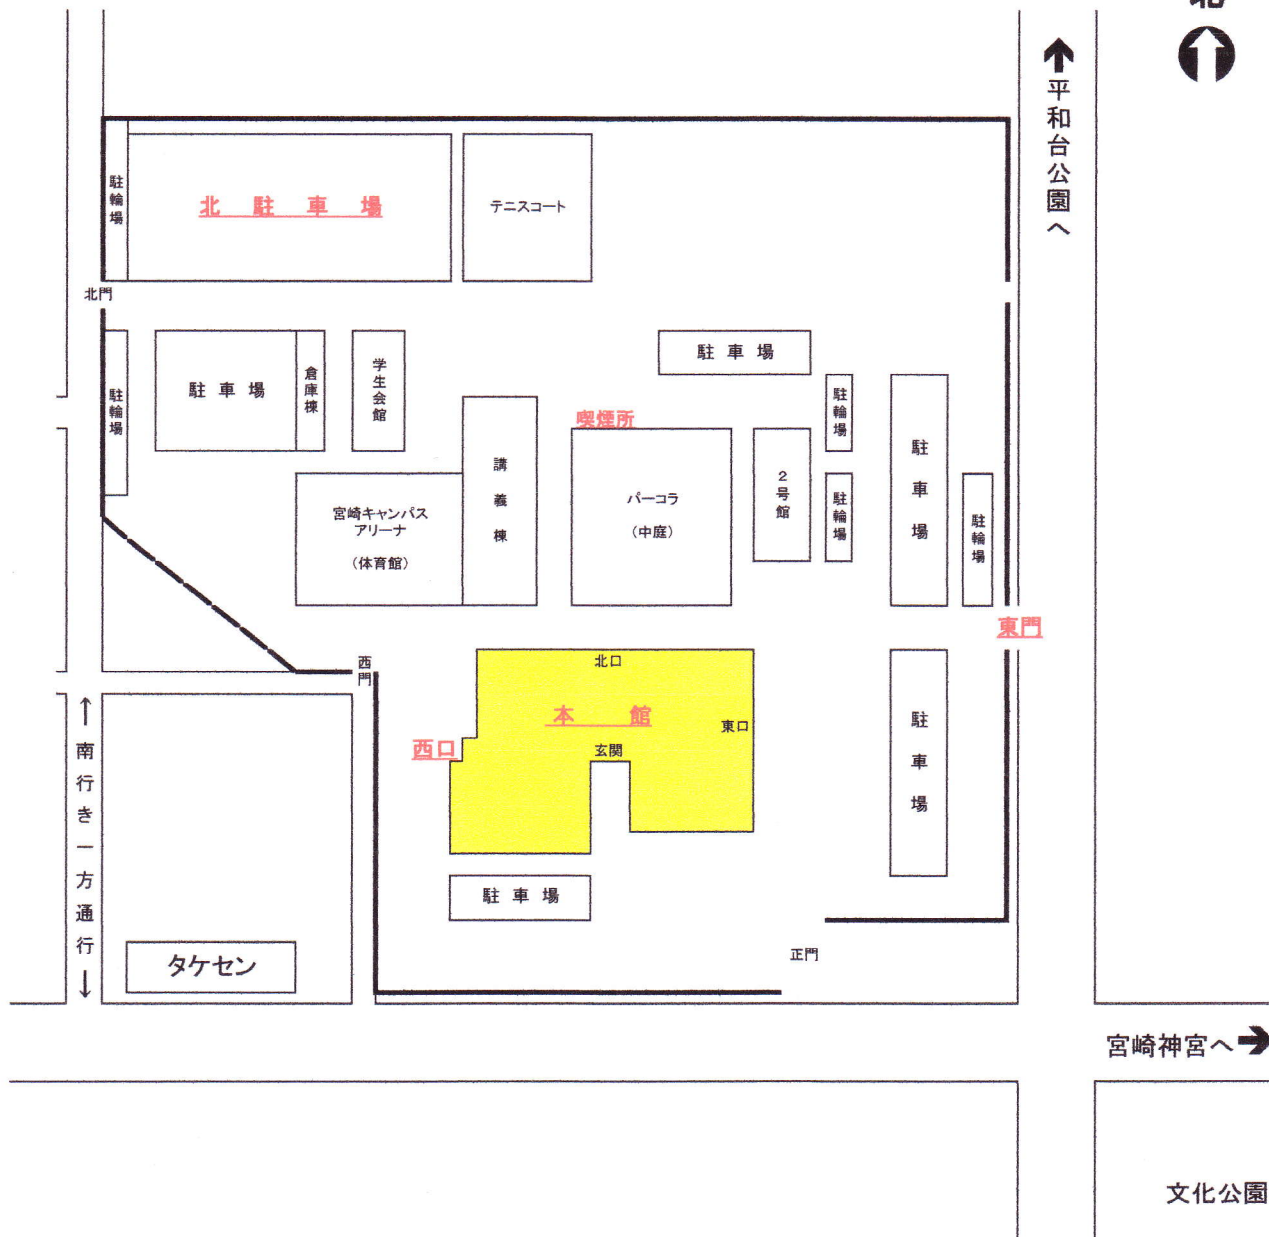 北
平和台公園へ
駐輪場
北 駐 車 場
テニスコート
北門
駐輪場
駐 車 場
倉庫棟
学生会館
駐 車 場
駐輪場
喫煙所
講義棟
パーコラ
（中庭）
2号館
駐輪場
駐車場
駐輪場
宮崎キャンパス
アリーナ
（体育館）
東門
西門
北口
本 館
東口
西口
玄関
駐車場
←南行き一方通行→
駐 車 場
タケセン
正門
宮崎神宮へ
文化公園